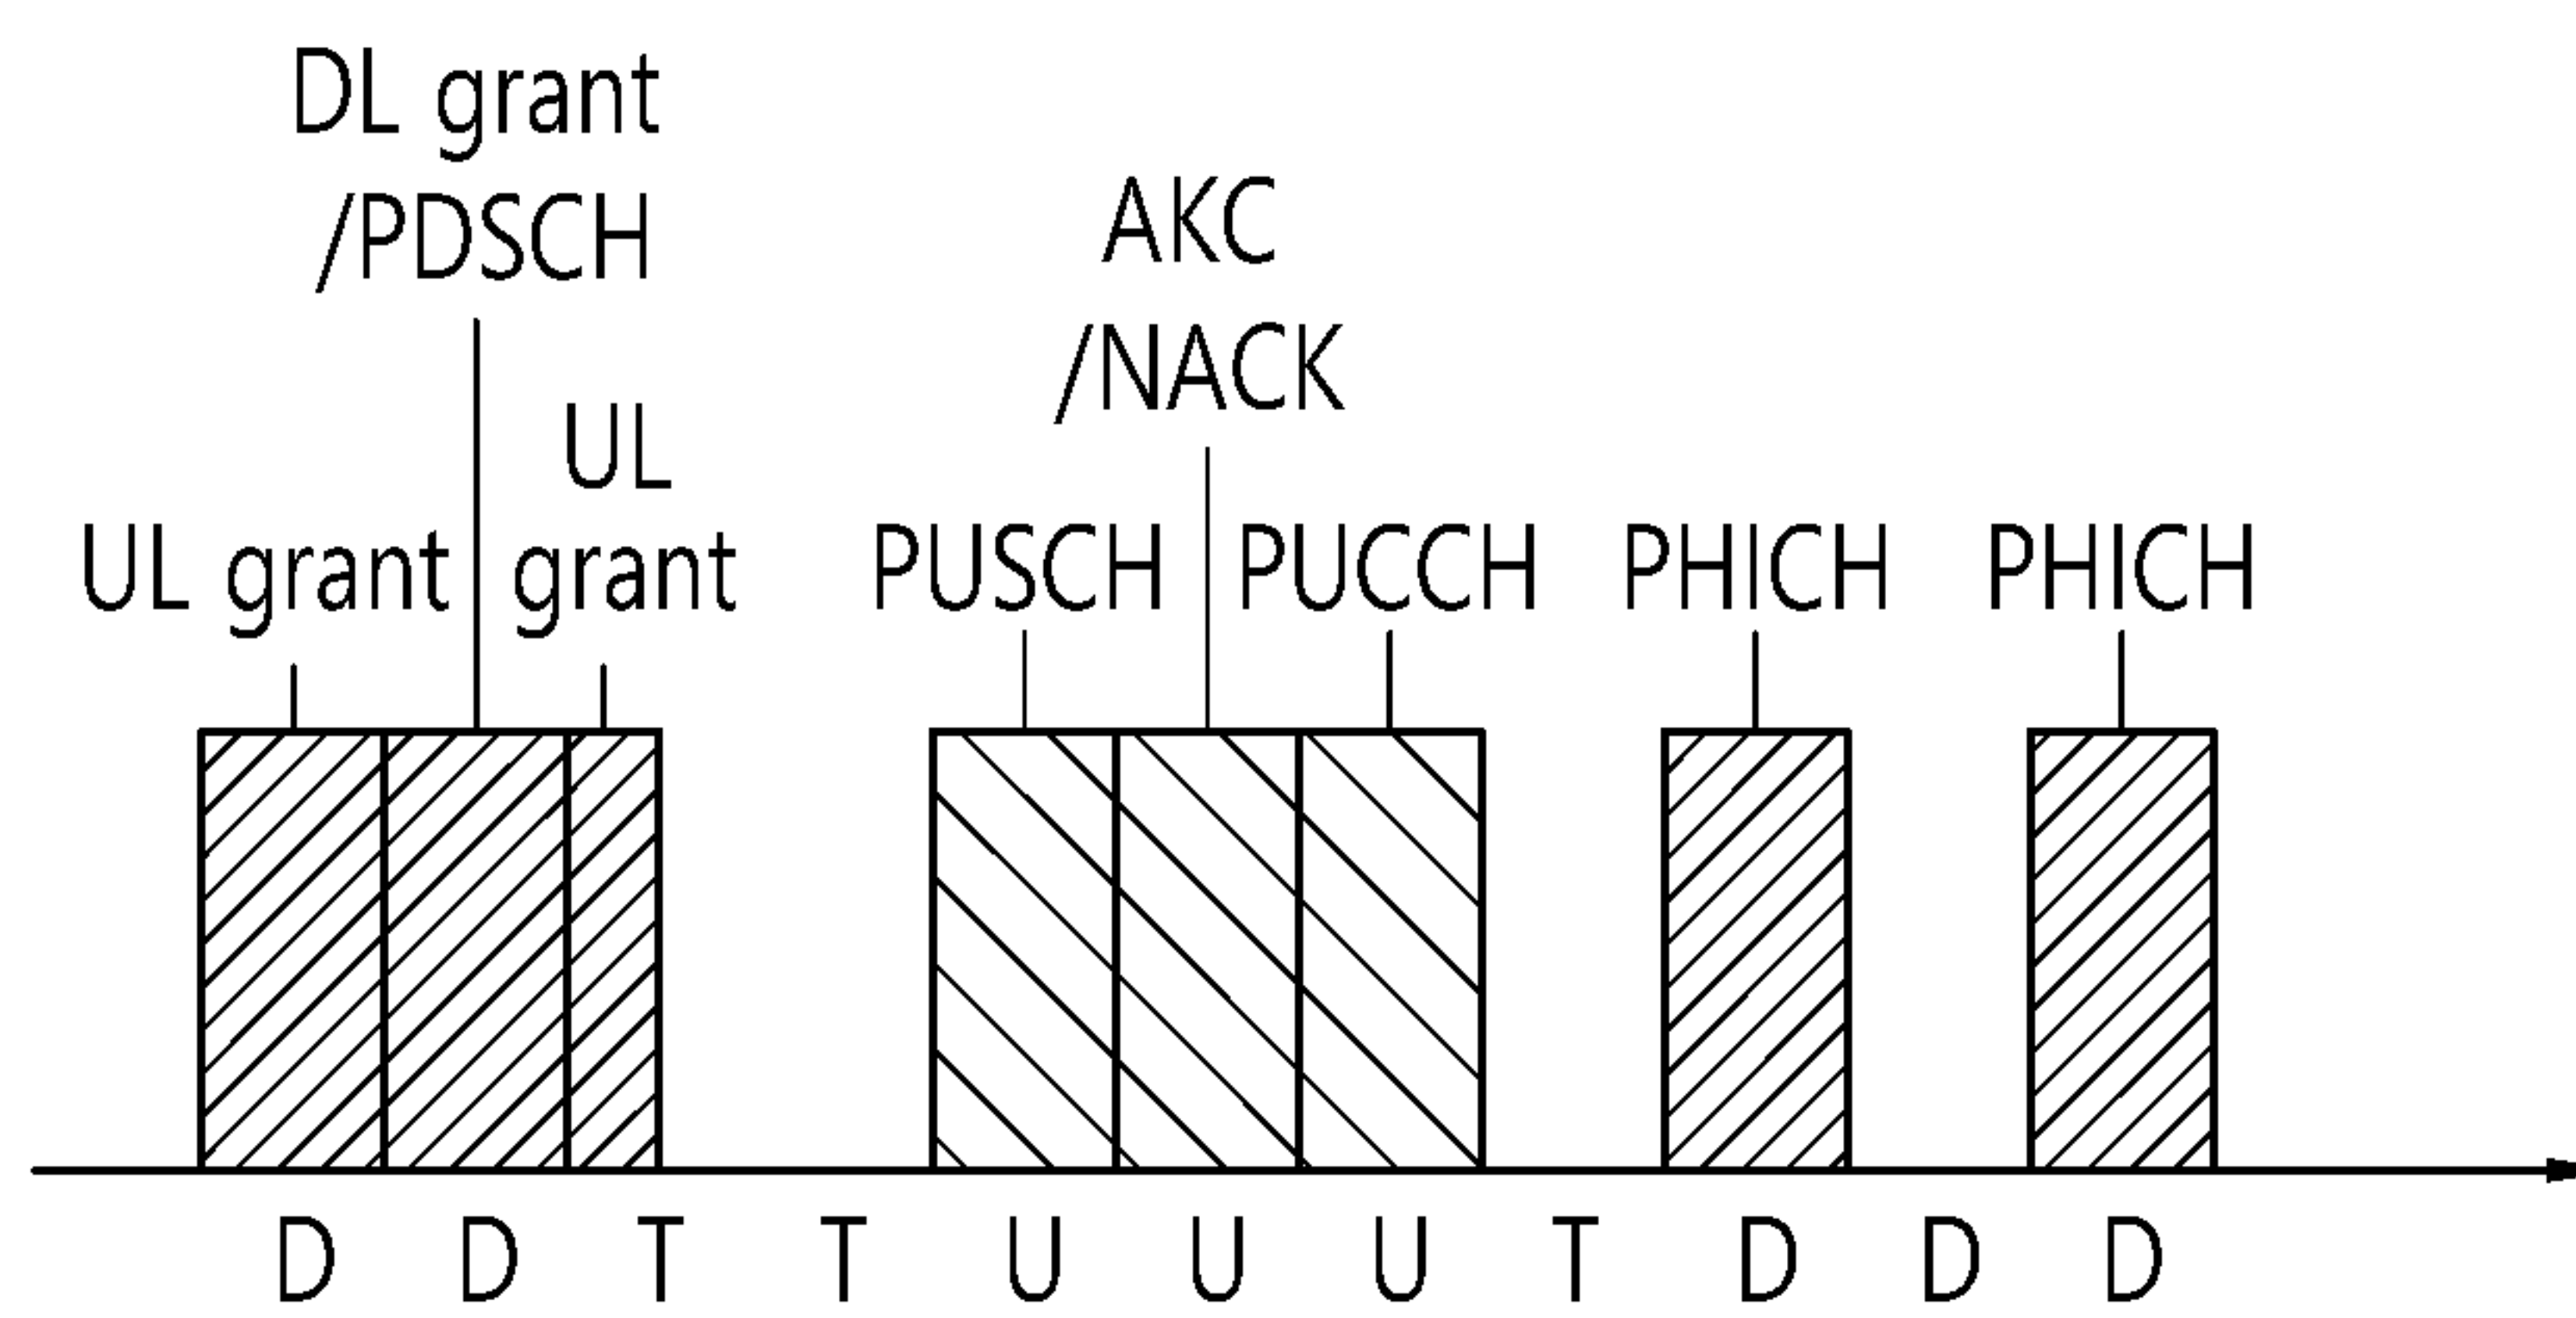 DL grant
/PDSCH
AKC
/NACK
UL
UL grant
grant
PUSCH
PUCCH
PHICH
PHICH
D D T T U U U T D D D